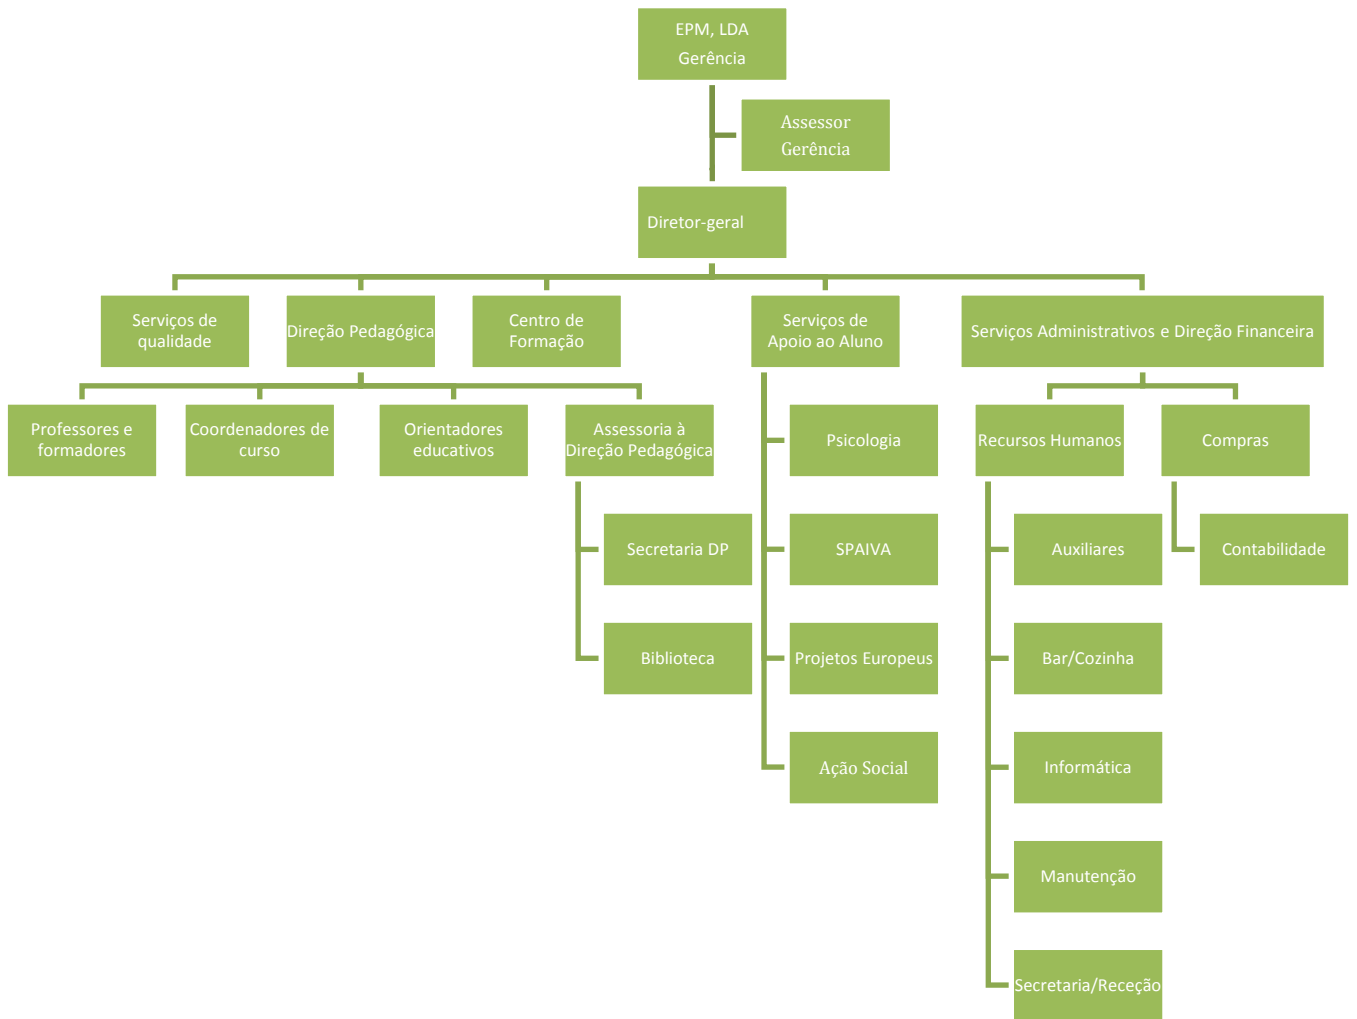 EPM, LDA
Gerência
Assessor
Gerência
Diretor-geral
Serviços de
qualidade
Direção Pedagógica
Centro de
Formação
Serviços de
Apoio ao Aluno
Serviços Administrativos e Direção Financeira
Professores e
formadores
Coordenadores de
curso
Orientadores
educativos
Assessoria à
Direção Pedagógica
Psicologia
Recursos Humanos
Compras
Secretaria DP
SPAIVA
Auxiliares
Contabilidade
Biblioteca
Projetos Europeus
Bar/Cozinha
Ação Social
Informática
Manutenção
Secretaria/Receção